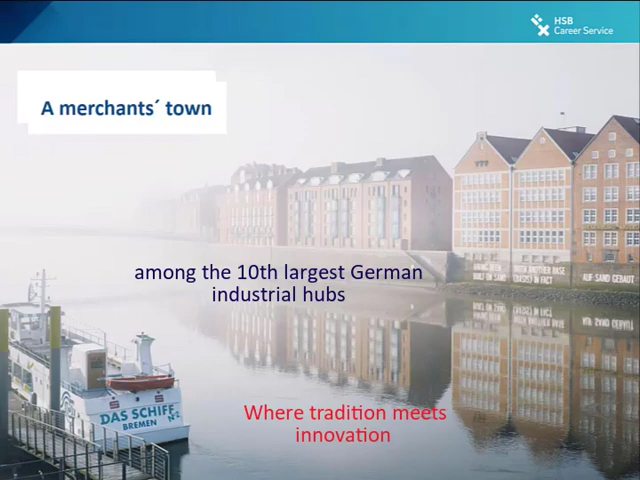 HSB
Career Service
A merchants´ town
among the 10th largest German
industrial hubs
AUF SAND GEBAUT
DAS SCHIFF
BREMEN
Where tradition meets
innovation